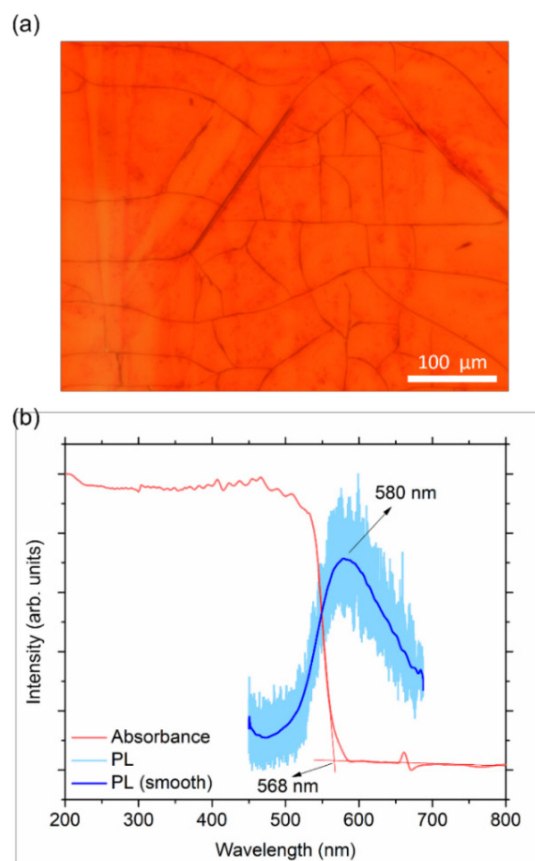 (a)
100 μm
(b)
580 nm
Intensity (arb. units)
Absorbance
PL
PL (smooth)
568 nm
200 300 400 500 600 700 800
Wavelength (nm)